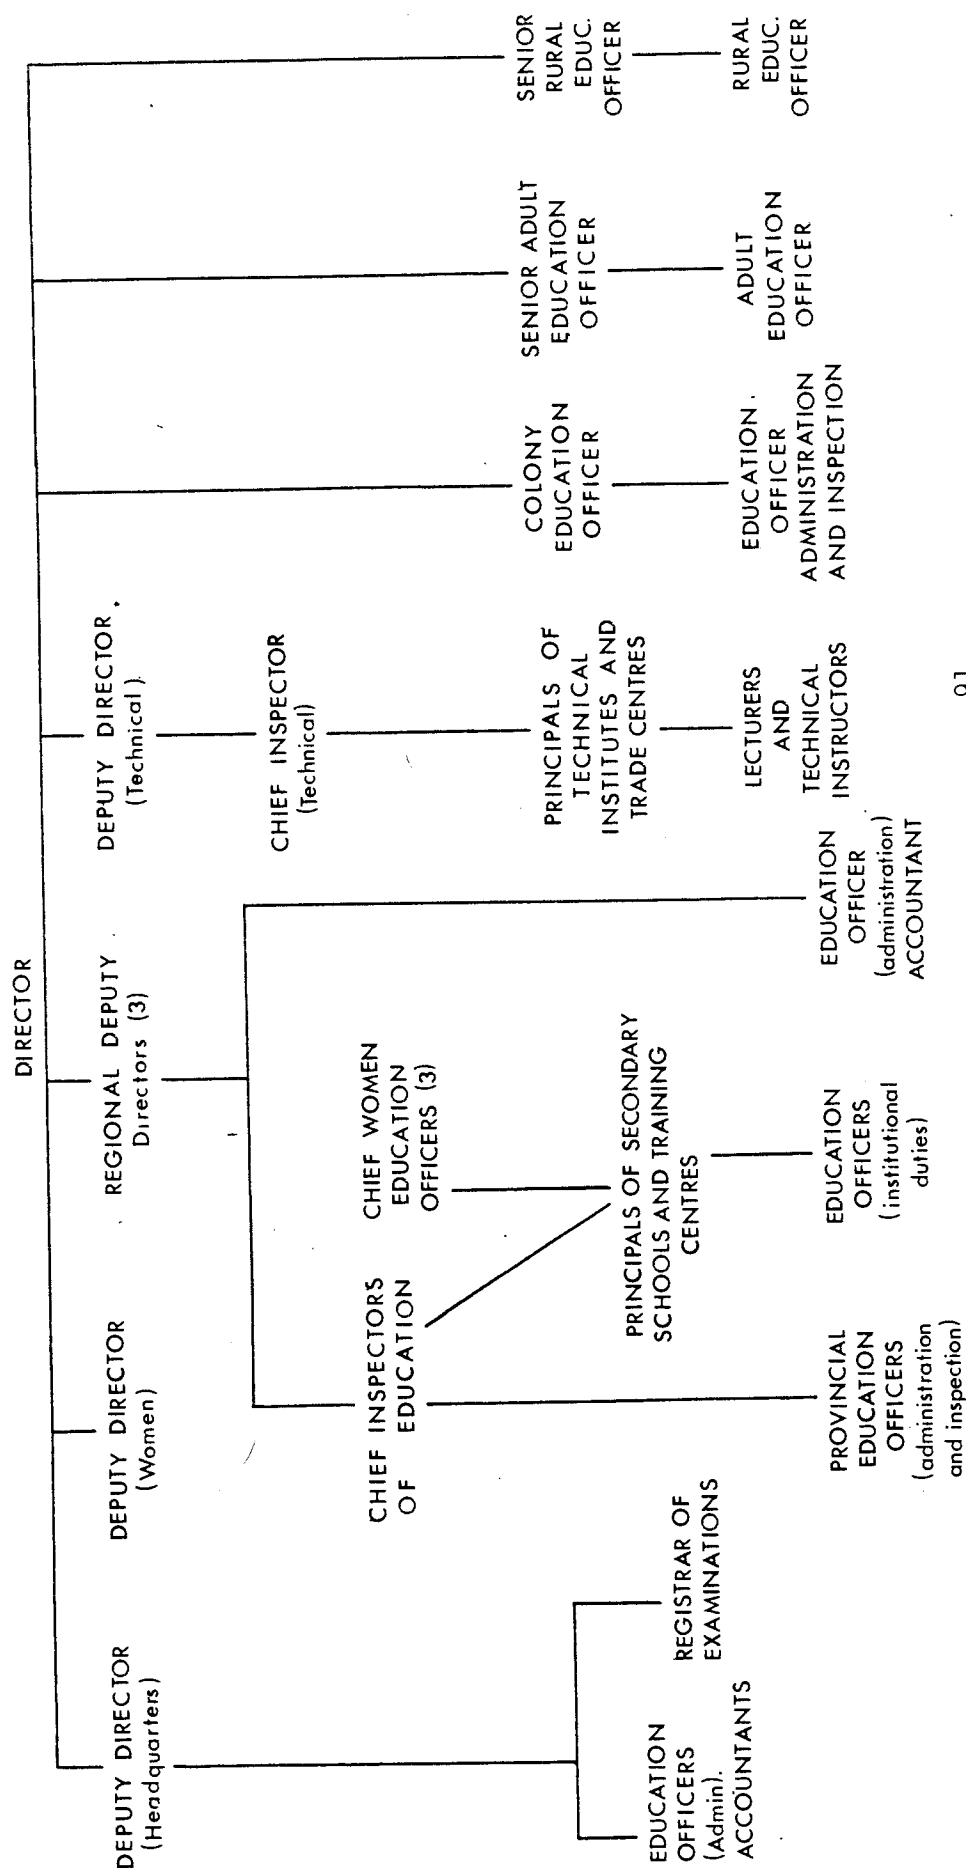 DIRECTOR
DEPUTY DIRECTOR
(Headquarters)
DEPUTY DIRECTOR
(Women)
REGIONAL DEPUTY
Directors (3)
DEPUTY DIRECTOR
(Technical)
CHIEF INSPECTOR
(Technical)
CHIEF INSPECTORS
OF EDUCATION
CHIEF WOMEN
EDUCATION
OFFICERS (3)
PRINCIPALS OF
TECHNICAL
INSTITUTES AND
TRADE CENTRES
COLONY
EDUCATION
OFFICER
SENIOR ADULT
EDUCATION
OFFICER
SENIOR
RURAL
EDUC.
OFFICER
EDUCATION
OFFICERS
(Admin).
ACCOUNTANTS
REGISTRAR OF
EXAMINATIONS
PRINCIPALS OF SECONDARY
SCHOOLS AND TRAINING
CENTRES
PROVINCIAL
EDUCATION
OFFICERS
(administration
and inspection)
EDUCATION
OFFICERS
(institutional
duties)
EDUCATION
OFFICER
(administration)
ACCOUNTANT
LECTURERS
AND
TECHNICAL
INSTRUCTORS
EDUCATION
OFFICER
ADMINISTRATION
AND INSPECTION
ADULT
EDUCATION
OFFICER
RURAL
EDUC.
OFFICER